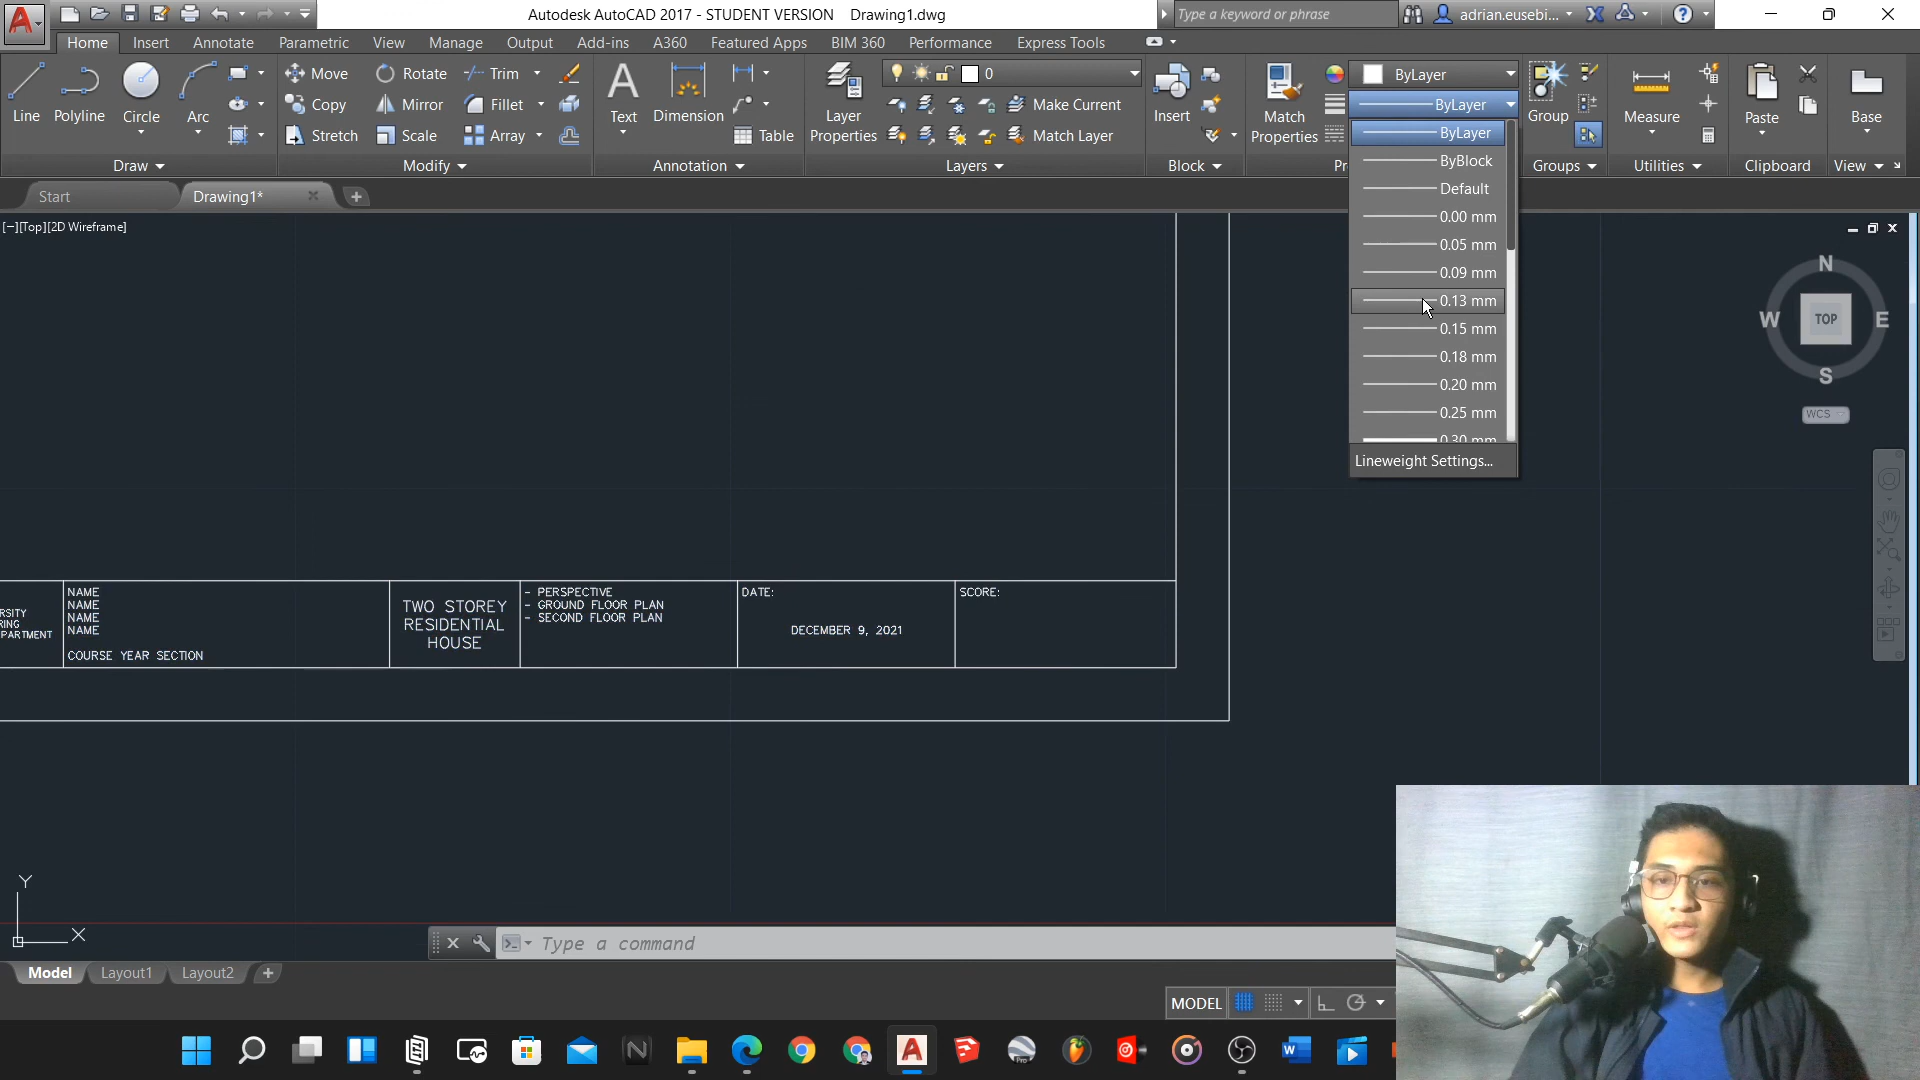 Autodesk AutoCAD 2017 - STUDENT VERSION Drawing1.dwg
Type a keyword or phrase
adrian.eusebi...
Home Insert Annotate Parametric View Manage Output Add-ins A360 Featured Apps BIM 360 Performance Express Tools
Line Polyline Circle Arc
Move Rotate Trim
Copy Mirror Fillet
Stretch Scale Array
Text Dimension Table
Layer Properties
0
Make Current
Match Layer
Insert
Match Properties
ByLayer
ByLayer
Group
Measure
Paste
Base
Draw Modify Annotation Layers Block Pr Groups Utilities Clipboard View
ByLayer
ByBlock
Default
0.00 mm
0.05 mm
0.09 mm
0.13 mm
0.15 mm
0.18 mm
0.20 mm
0.25 mm
0.30 mm
Lineweight Settings...
Start Drawing1*
[−][Top][2D Wireframe]
N
W TOP E
S
WCS
RSITY
RING
PARTMENT
NAME
NAME
NAME
NAME
COURSE YEAR SECTION
TWO STOREY
RESIDENTIAL
HOUSE
- PERSPECTIVE
- GROUND FLOOR PLAN
- SECOND FLOOR PLAN
DATE:
DECEMBER 9, 2021
SCORE:
Y
X
Type a command
Model Layout1 Layout2
MODEL